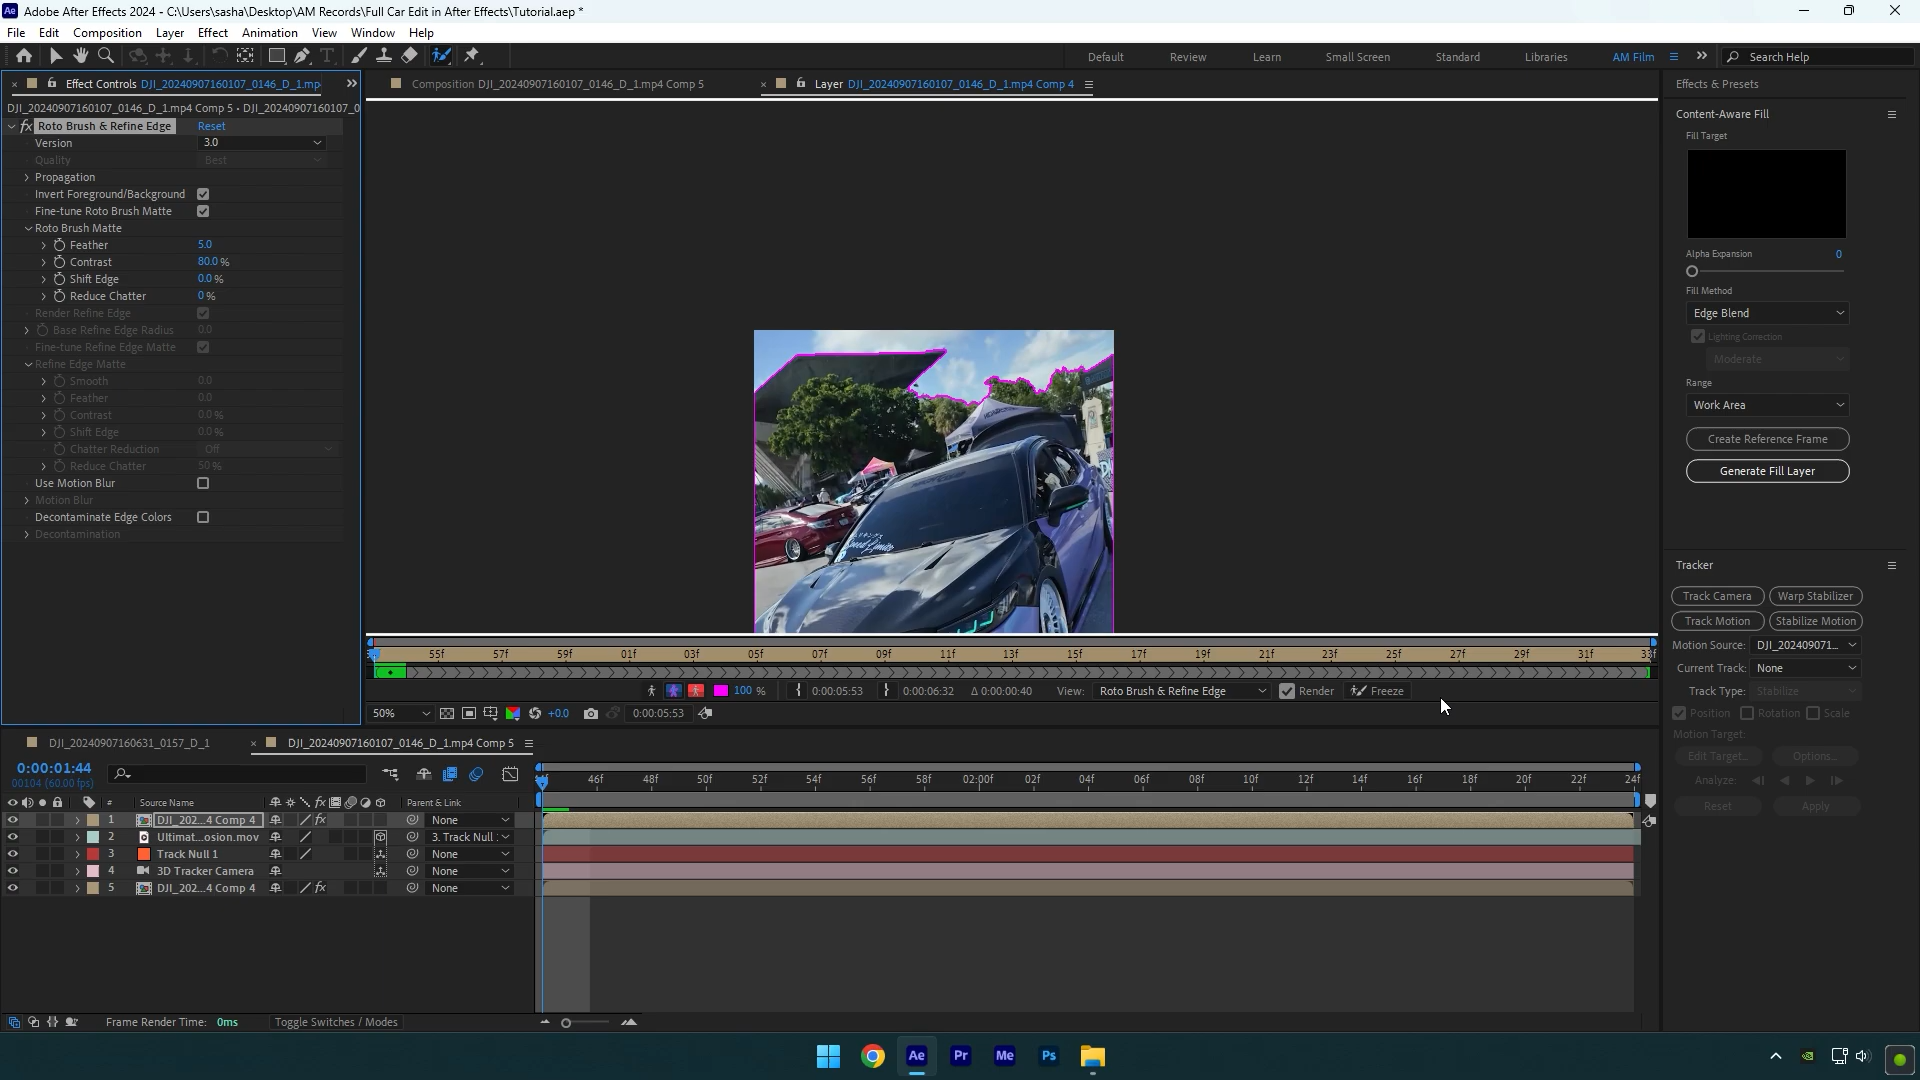 Adobe After Effects 2024 - C:\Users\sasha\Desktop\AM Records\Full Car Edit in After Effects\Tutorial.aep *
File Edit Composition Layer Effect Animation View Window Help
Default Review Learn Small Screen Standard Libraries AM Film Search Help
Effect Controls DJI_20240907160107_0146_D_1.mp
Composition DJI_20240907160107_0146_D_1.mp4 Comp 5
Layer DJI_20240907160107_0146_D_1.mp4 Comp 4
Effects & Presets
DJI_20240907160107_0146_D_1.mp4 Comp 5 • DJI_20240907160107_0
fx Roto Brush & Refine Edge Reset
Version 3.0
Quality Best
Propagation
Invert Foreground/Background
Fine-tune Roto Brush Matte
Roto Brush Matte
Feather 5.0
Contrast 80.0 %
Shift Edge 0.0 %
Reduce Chatter 0 %
Render Refine Edge
Base Refine Edge Radius 0.0
Fine-tune Refine Edge Matte
Refine Edge Matte
Smooth 0.0
Feather 0.0
Contrast 0.0 %
Shift Edge 0.0 %
Chatter Reduction Off
Reduce Chatter 50 %
Use Motion Blur
Motion Blur
Decontaminate Edge Colors
Decontamination
Content-Aware Fill
Fill Target
Alpha Expansion 0
Fill Method
Edge Blend
Lighting Correction
Moderate
Range
Work Area
Create Reference Frame
Generate Fill Layer
Tracker
Track Camera Warp Stabilizer
Track Motion Stabilize Motion
Motion Source: DJI_202409071...
Current Track: None
Track Type: Stabilize
Position Rotation Scale
Motion Target:
Edit Target... Options...
Analyze:
Reset Apply
55f 57f 59f 01f 03f 05f 07f 09f 11f 13f 15f 17f 19f 21f 23f 25f 27f 29f 31f 33f
100 % 0:00:05:53 0:00:06:32 Δ 0:00:00:40 View: Roto Brush & Refine Edge Render Freeze
50% +0.0 0:00:05:53
DJI_20240907160631_0157_D_1 DJI_20240907160107_0146_D_1.mp4 Comp 5
0:00:01:44
00104 (60.00 fps)
46f 48f 50f 52f 54f 56f 58f 02:00f 02f 04f 06f 08f 10f 12f 14f 16f 18f 20f 22f 24f
# Source Name fx Parent & Link
1 DJI_202...4 Comp 4 fx None
2 Ultimat...osion.mov 3. Track Null
3 Track Null 1 None
4 3D Tracker Camera None
5 DJI_202...4 Comp 4 fx None
Frame Render Time: 0ms Toggle Switches / Modes
Ae Pr Me Ps